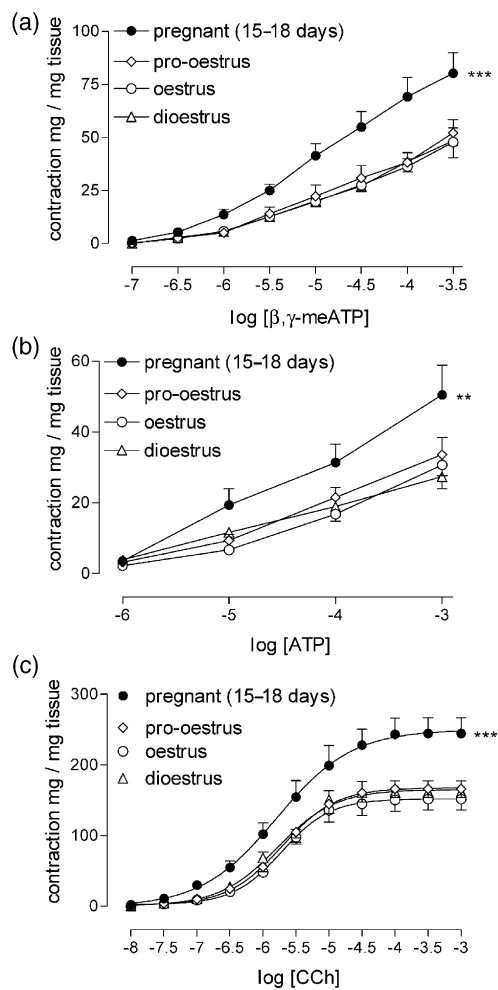 (a)
100
75
50
25
0
contraction mg / mg tissue
pregnant (15–18 days)
pro-oestrus
oestrus
dioestrus
***
-7 -6.5 -6 -5.5 -5 -4.5 -4 -3.5
log [β,γ-meATP]
(b)
60
40
20
0
contraction mg / mg tissue
pregnant (15–18 days)
pro-oestrus
oestrus
dioestrus
**
-6 -5 -4 -3
log [ATP]
(c)
300
200
100
0
contraction mg / mg tissue
pregnant (15–18 days)
pro-oestrus
oestrus
dioestrus
***
-8 -7.5 -7 -6.5 -6 -5.5 -5 -4.5 -4 -3.5 -3
log [CCh]